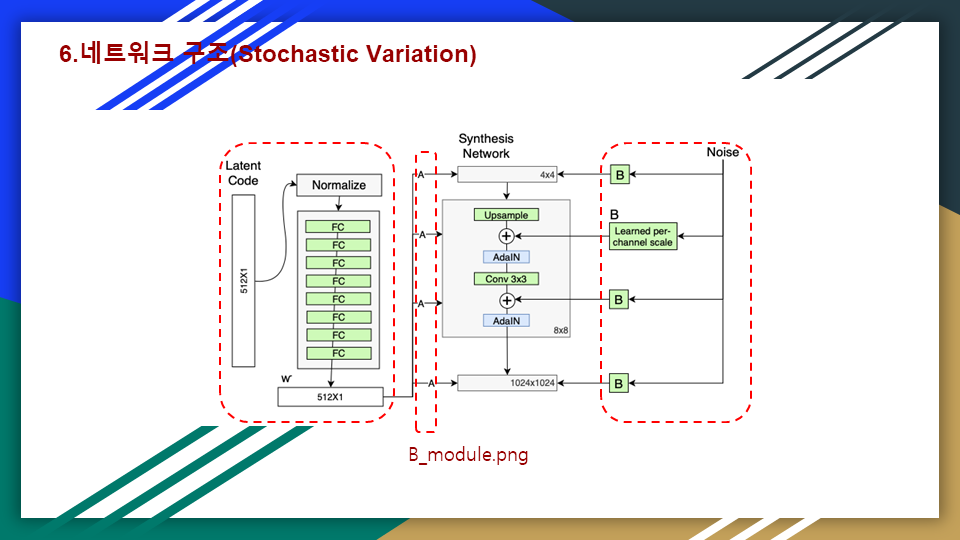 6.네트워크 구조(Stochastic Variation)
Latent
Code
512X1
Normalize
FC
FC
FC
FC
FC
FC
FC
FC
W'
512X1
A
A
A
A
Synthesis
Network
4x4
Upsample
+
AdaIN
Conv 3x3
+
AdaIN
8x8
1024x1024
Noise
B
B
Learned per-
channel scale
B
B
B_module.png